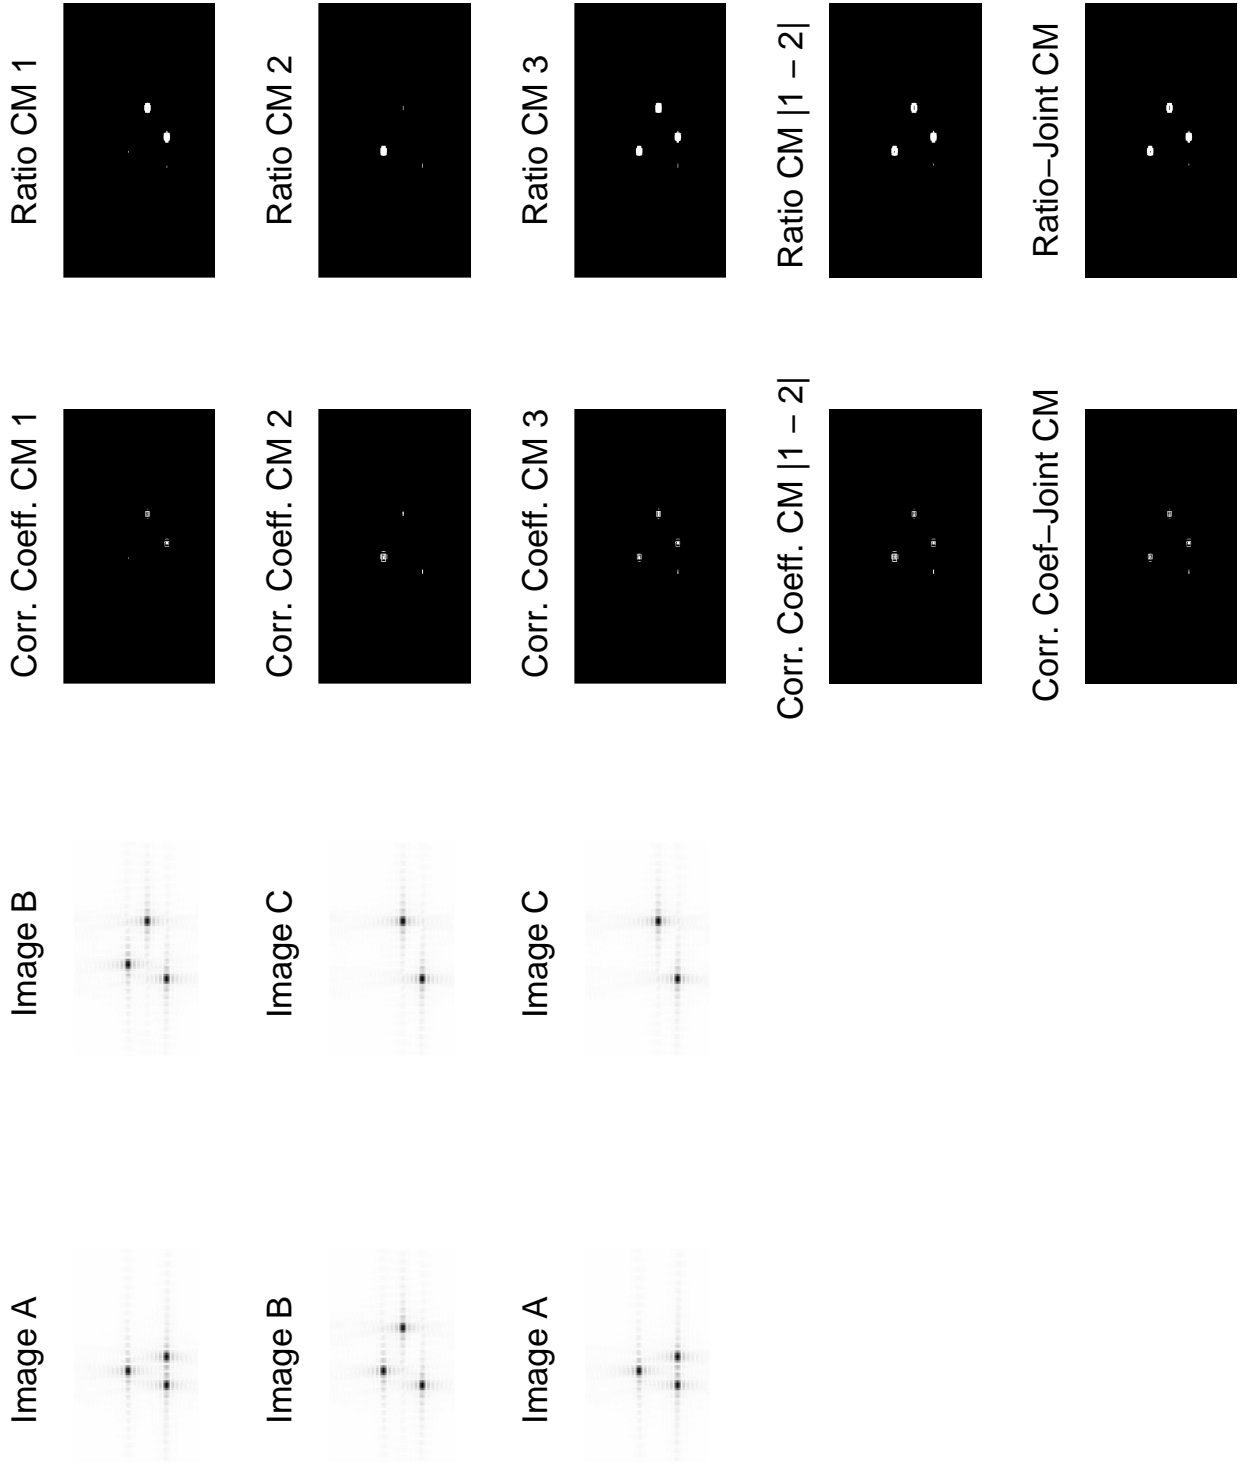 Image A
Image B
Corr. Coeff. CM 1
Ratio CM 1
Image B
Image C
Corr. Coeff. CM 2
Ratio CM 2
Image A
Image C
Corr. Coeff. CM 3
Ratio CM 3
Corr. Coeff. CM |1 − 2|
Ratio CM |1 − 2|
Corr. Coef−Joint CM
Ratio−Joint CM